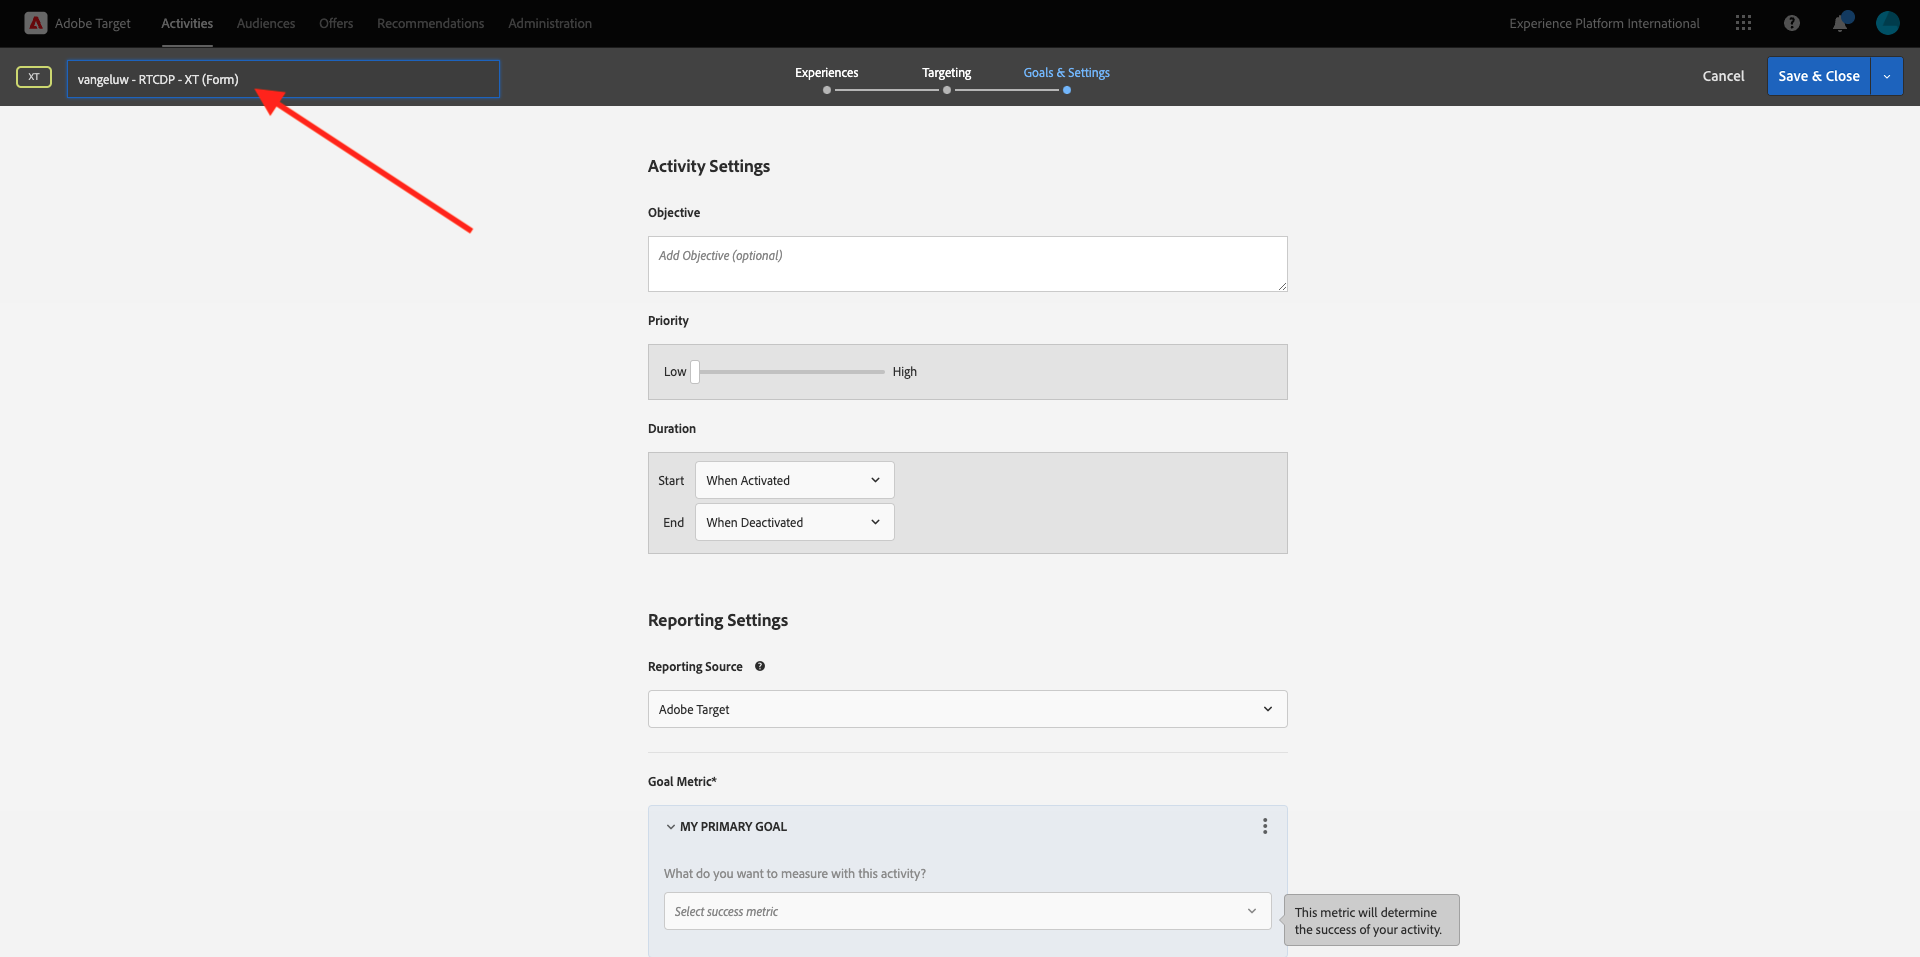 Adobe Target
Activities
Audiences
Offers
Recommendations
Administration
Experience Platform International
XT
vangeluw - RTCDP - XT (Form)
Experiences
Targeting
Goals & Settings
Cancel
Save & Close
Activity Settings
Objective
Add Objective (optional)
Priority
Low
High
Duration
Start
When Activated
End
When Deactivated
Reporting Settings
Reporting Source
Adobe Target
Goal Metric*
MY PRIMARY GOAL
What do you want to measure with this activity?
Select success metric
This metric will determine
the success of your activity.